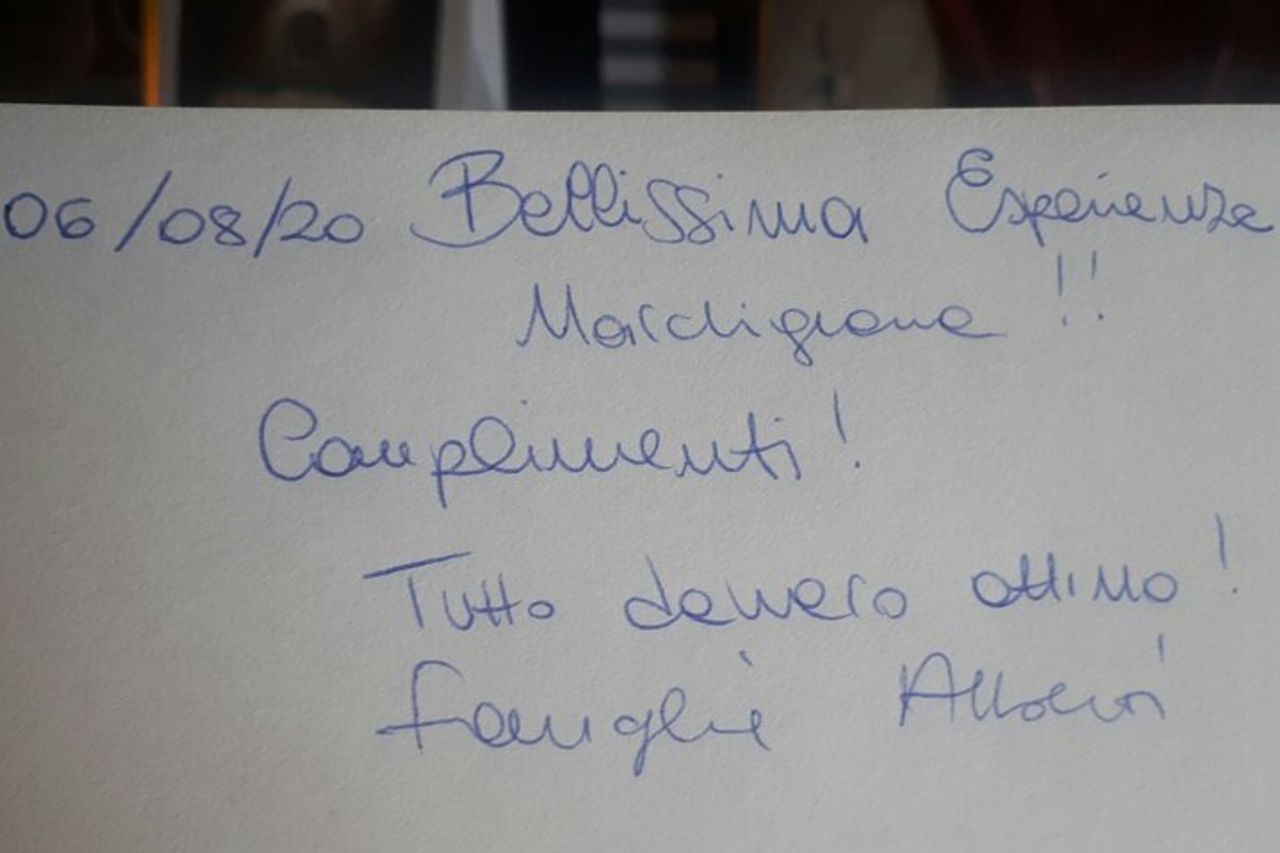 06/08/20 Bellissima Esperienza
Marchigiana !!
Complimenti !
Tutto davvero ottimo !
famiglia